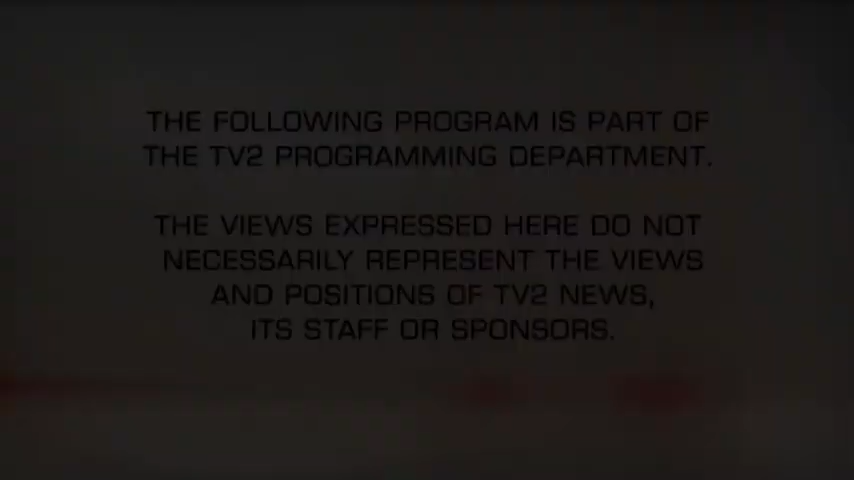 THE FOLLOWING PROGRAM IS PART OF
THE TV2 PROGRAMMING DEPARTMENT.
THE VIEWS EXPRESSED HERE DO NOT
NECESSARILY REPRESENT THE VIEWS
AND POSITIONS OF TV2 NEWS,
ITS STAFF OR SPONSORS.